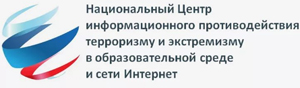 Национальный Центр
информационного противодействия
терроризму и экстремизму
в образовательной среде
и сети Интернет